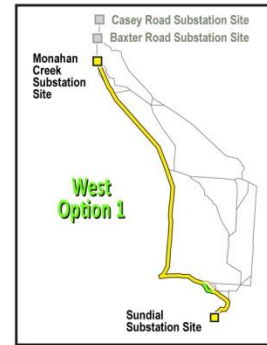 Casey Road Substation Site
Baxter Road Substation Site
Monahan
Creek
Substation
Site
West
Option 1
Sundial
Substation Site